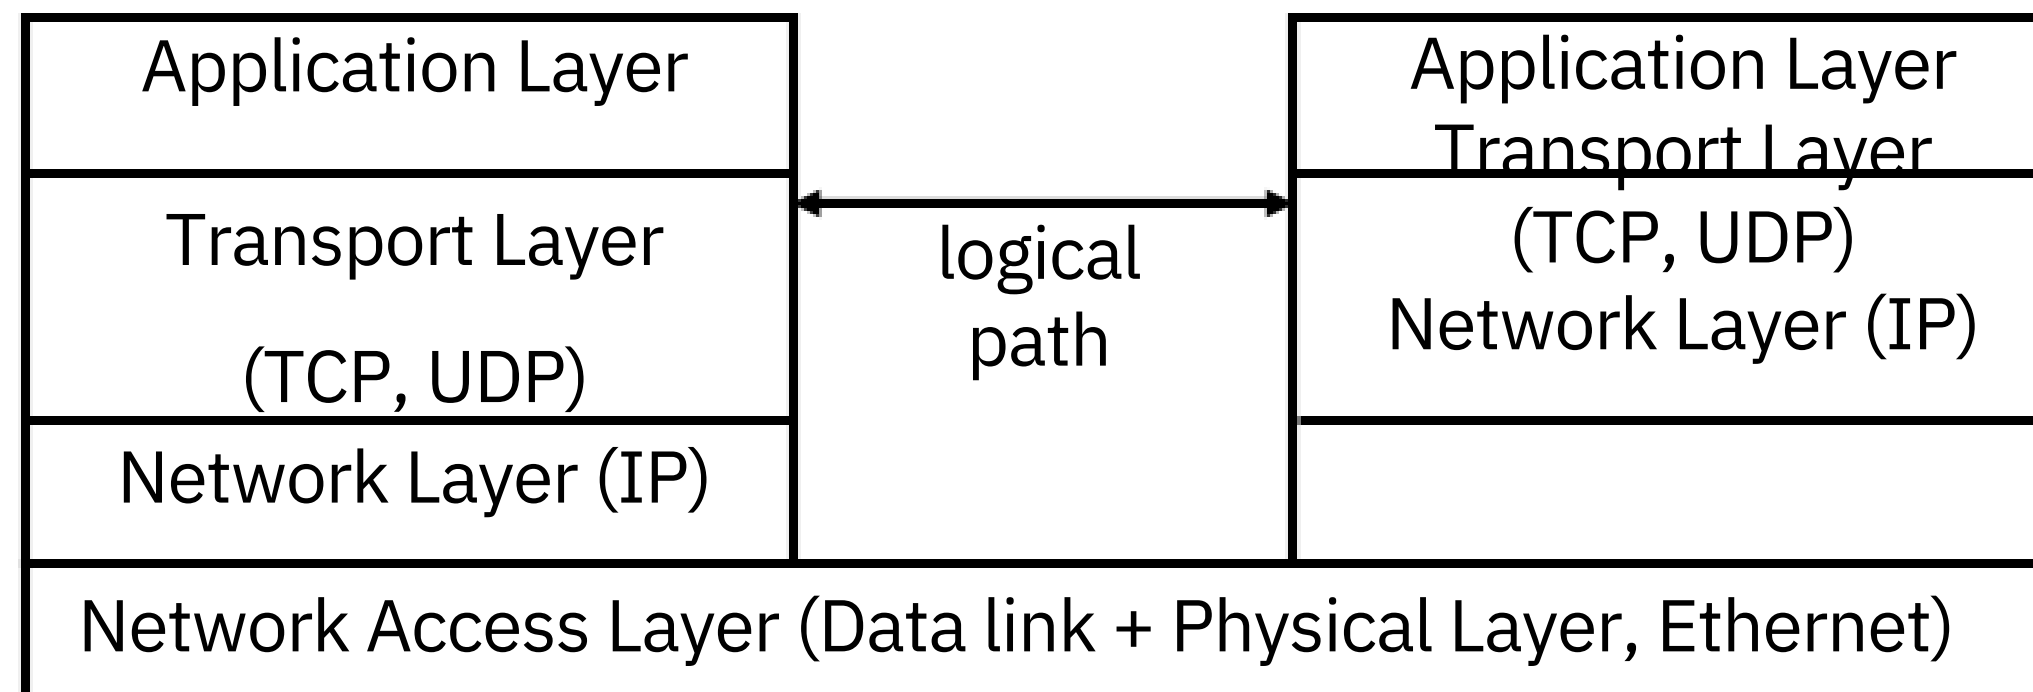 Application Layer
Transport Layer
(TCP, UDP)
Network Layer (IP)
logical
path
Application Layer
Transport Layer
(TCP, UDP)
Network Layer (IP)
Network Access Layer (Data link + Physical Layer, Ethernet)